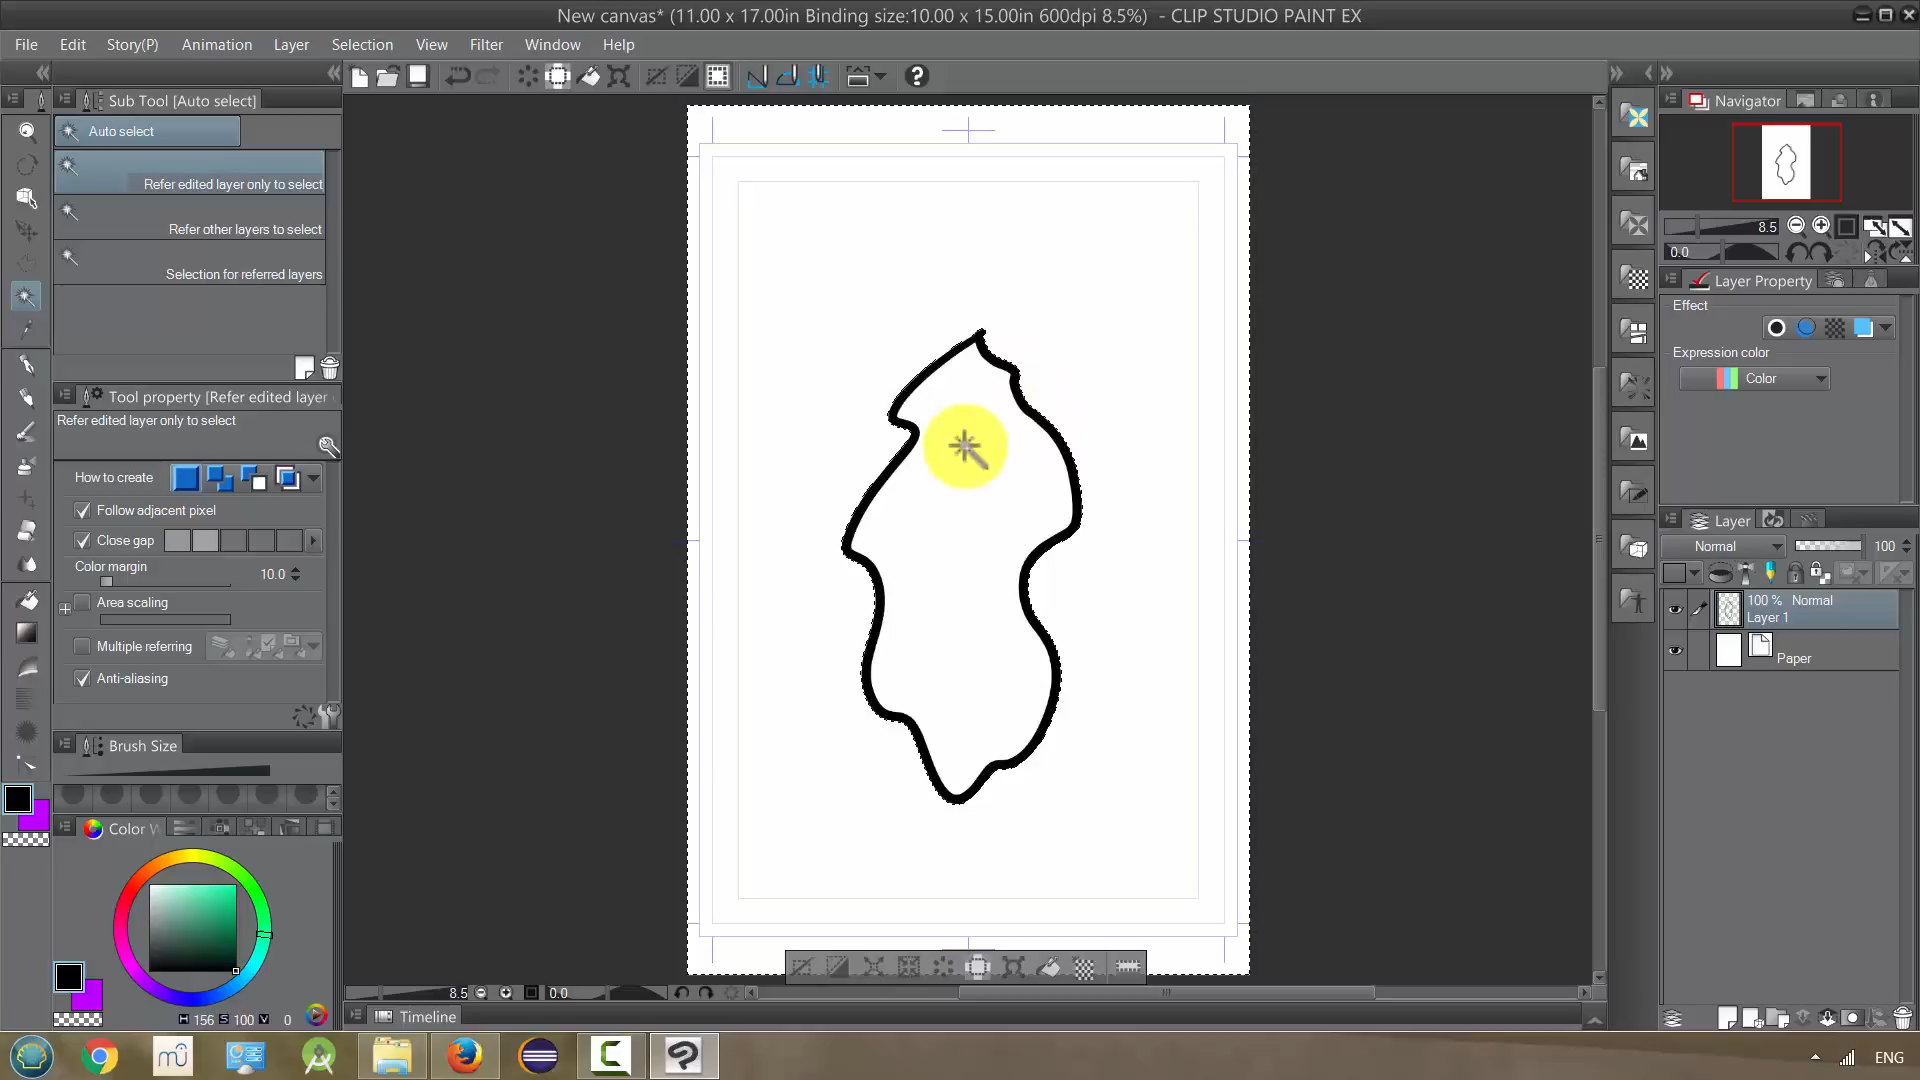 New canvas* (11.00 x 17.00in Binding size:10.00 x 15.00in 600dpi 8.5%) - CLIP STUDIO PAINT EX
File Edit Story(P) Animation Layer Selection View Filter Window Help
Sub Tool [Auto select]
Auto select
Refer edited layer only to select
Refer other layers to select
Selection for referred layers
Tool property [Refer edited layer
Refer edited layer only to select
How to create
Follow adjacent pixel
Close gap
Color margin
10.0
Area scaling
Multiple referring
Anti-aliasing
Brush Size
Color W
H 156 S 100 V 0
8.5
0.0
Timeline
Navigator
8.5
0.0
Layer Property
Effect
Expression color
Color
Layer
Normal 100
100 % Normal
Layer 1
Paper
ENG